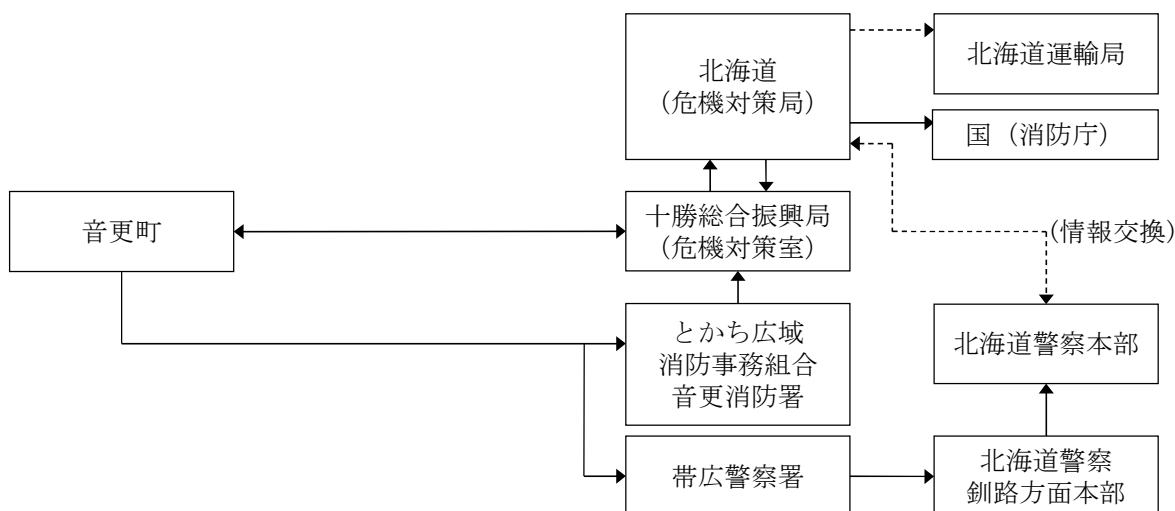 北海道
(危機対策局)
北海道運輸局
国(消防庁)
音更町
十勝総合振興局
(危機対策室)
(情報交換)
とかち広域
消防事務組合
音更消防署
北海道警察本部
帯広警察署
北海道警察
釧路方面本部